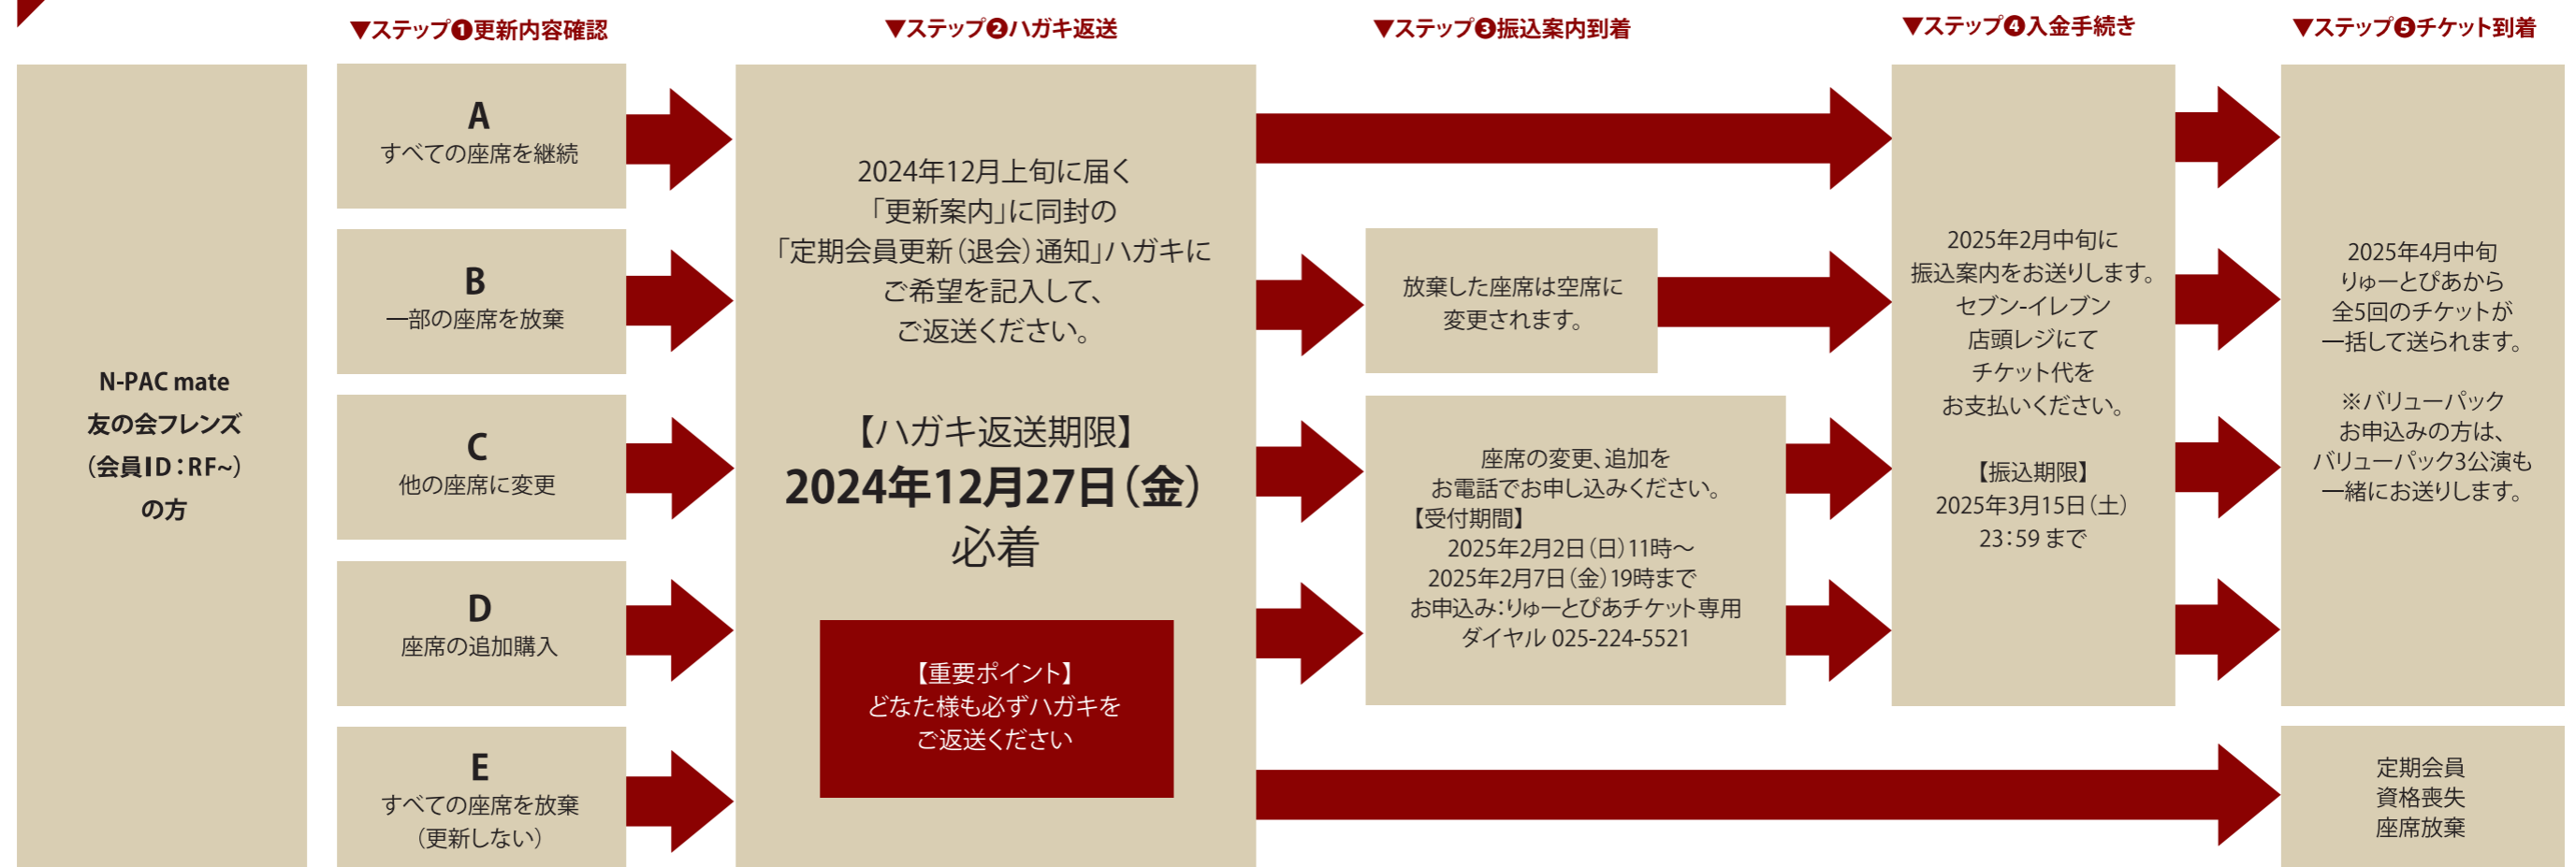 ▼ステップ❶更新内容確認
▼ステップ❷ハガキ返送
▼ステップ❸振込案内到着
▼ステップ❹入金手続き
▼ステップ❺チケット到着
N-PAC mate
友の会フレンズ
（会員ID：RF~）
の方
A
すべての座席を継続
B
一部の座席を放棄
C
他の座席に変更
D
座席の追加購入
E
すべての座席を放棄
（更新しない）
2024年12月上旬に届く
「更新案内」に同封の
「定期会員更新（退会）通知」ハガキに
ご希望を記入して、
ご返送ください。
【ハガキ返送期限】
2024年12月27日（金）
必着
【重要ポイント】
どなた様も必ずハガキを
ご返送ください
放棄した座席は空席に
変更されます。
座席の変更、追加を
お電話でお申し込みください。
【受付期間】
2025年2月2日（日）11時～
2025年2月7日（金）19時まで
お申込み：りゅーとぴあチケット専用
ダイヤル 025-224-5521
2025年2月中旬に
振込案内をお送りします。
セブン-イレブン
店頭レジにて
チケット代を
お支払いください。
【振込期限】
2025年3月15日（土）
23：59 まで
2025年4月中旬
りゅーとぴあから
全5回のチケットが
一括して送られます。
※バリューパック
お申込みの方は、
バリューパック3公演も
一緒にお送りします。
定期会員
資格喪失
座席放棄